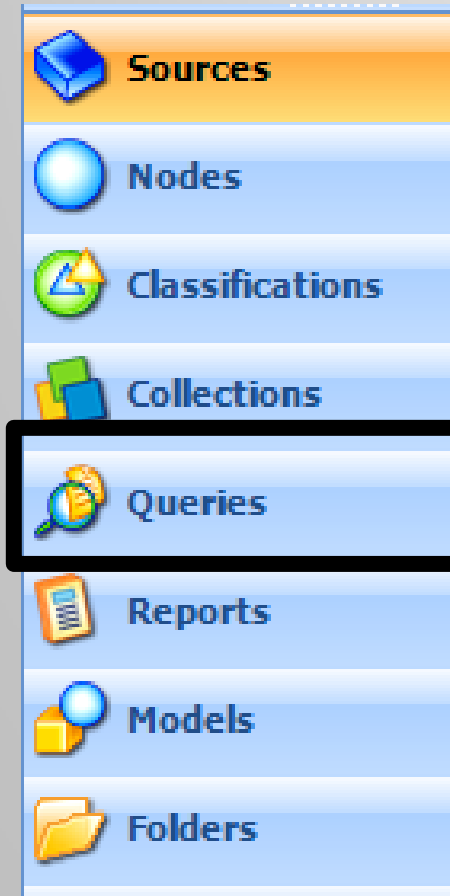 Sources
Nodes
Classifications
Collections
Queries
Reports
Models
Folders